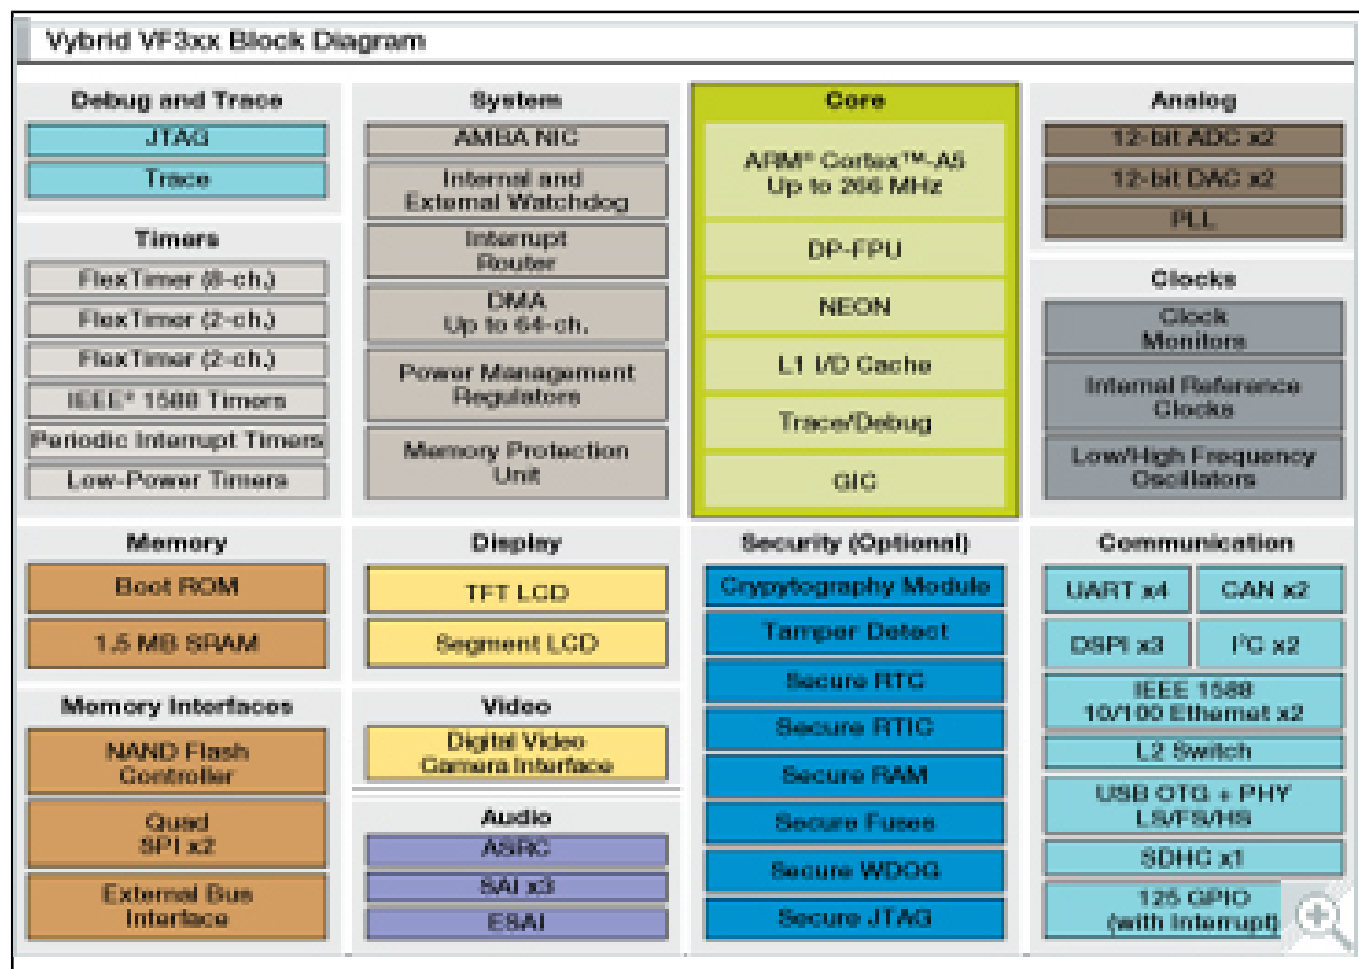 Vybrid VF3xx Block Diagram
Debug and Trace
JTAG
Trace
Timers
FlexTimer (8-ch.)
FlexTimer (2-ch.)
FlexTimer (2-ch.)
IEEE® 1588 Timers
Periodic Interrupt Timers
Low-Power Timers
Memory
Boot ROM
1.5 MB SRAM
Memory Interfaces
NAND Flash
Controller
Quad
SPI x2
External Bus
Interface
System
AMBA NIC
Internal and
External Watchdog
Interrupt
Router
DMA
Up to 64-ch.
Power Management
Regulators
Memory Protection
Unit
Display
TFT LCD
Segment LCD
Video
Digital Video
Camera Interface
Audio
ASRC
SAI x3
ESAI
Core
ARM® Cortex™-A5
Up to 266 MHz
DP-FPU
NEON
L1 I/D Cache
Trace/Debug
GIC
Security (Optional)
Crypytography Module
Tamper Detect
Secure RTC
Secure RTIC
Secure RAM
Secure Fuses
Secure WDOG
Secure JTAG
Analog
12-bit ADC x2
12-bit DAC x2
PLL
Clocks
Clock
Monitors
Internal Reference
Clocks
Low/High Frequency
Oscillators
Communication
UART x4
CAN x2
DSPI x3
I²C x2
IEEE 1588
10/100 Ethernet x2
L2 Switch
USB OTG + PHY
LS/FS/HS
SDHC x1
125 GPIO
(with Interrupt)